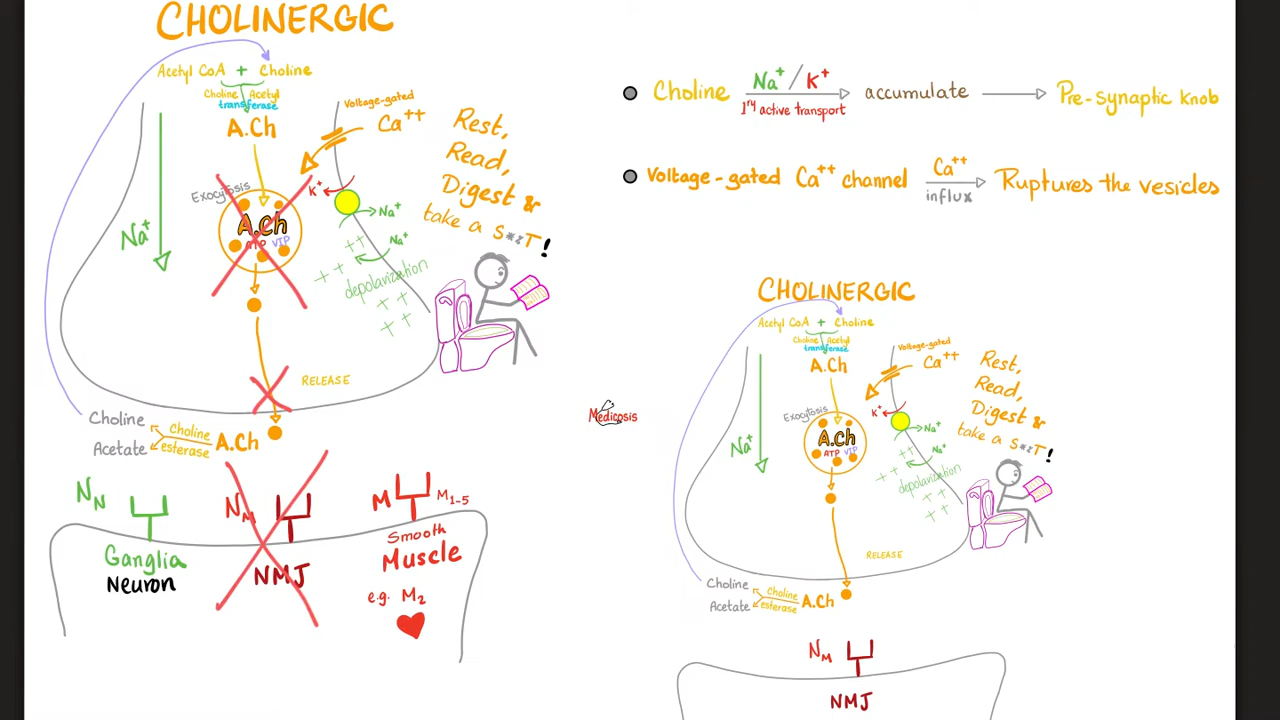 CHOLINERGIC
Acetyl CoA + Choline
Choline Acetyl
transferase
A.Ch
Voltage-gated
Ca++
Rest,
Read,
Digest &
take a S*%T!
Exocytosis
K+
A.Ch
ATP VIP
Na+
Na+
Na+
++
++
depolarization
++
++
RELEASE
Choline
Acetate
Choline
esterase
A.Ch
NN
Ganglia
Neuron
NM
NMJ
M M1-5
Smooth
Muscle
e.g. M2
Choline Na+/K+ accumulate Pre-synaptic knob
1ry active transport
Voltage-gated Ca++ channel Ca++ Ruptures the vesicles
influx
Medicosis
CHOLINERGIC
Acetyl CoA + Choline
Choline Acetyl
transferase
A.Ch
Voltage-gated
Ca++
Rest,
Read,
Digest &
take a S*%T!
Exocytosis
K+
A.Ch
ATP VIP
Na+
Na+
Na+
++
++
depolarization
++
++
RELEASE
Choline
Acetate
Choline
esterase
A.Ch
NM
NMJ